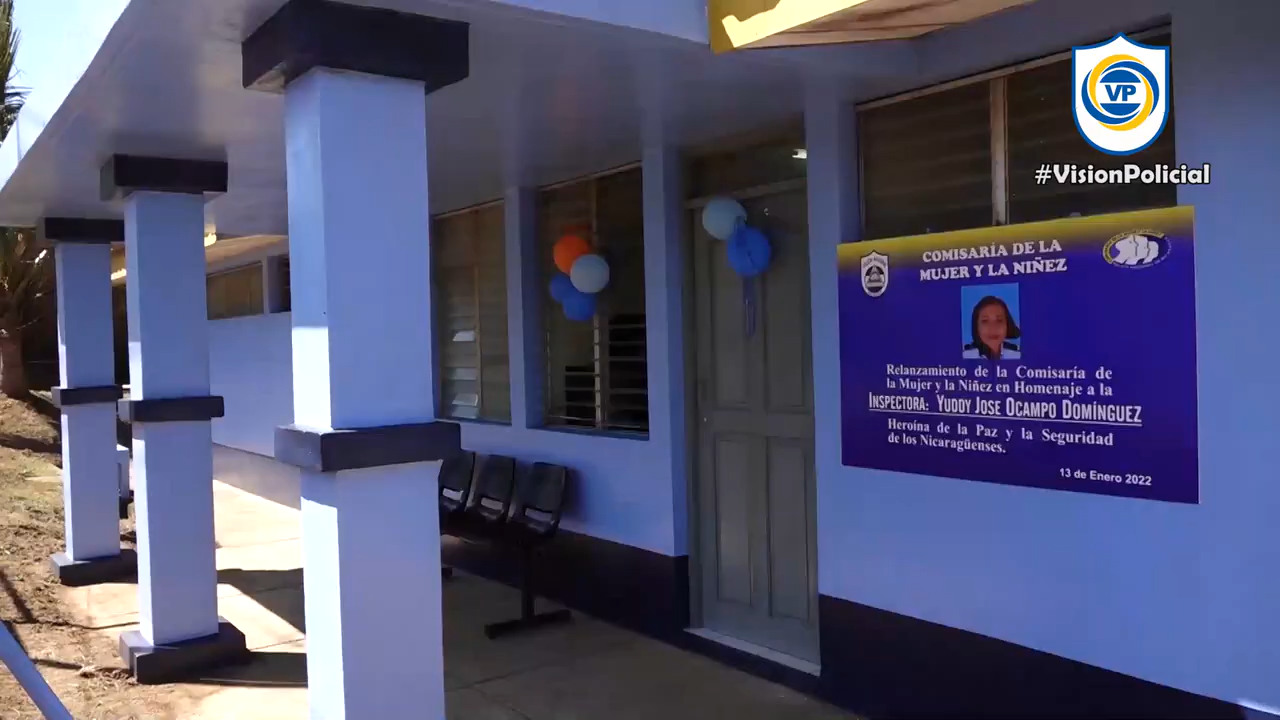 VP
#VisionPolicial
COMISARÍA DE LA
MUJER Y LA NIÑEZ
Relanzamiento de la Comisaría de
la Mujer y la Niñez en Homenaje a la
INSPECTORA: YUDDY JOSE OCAMPO DOMÍNGUEZ
Heroína de la Paz y la Seguridad
de los Nicaragüenses.
13 de Enero 2022